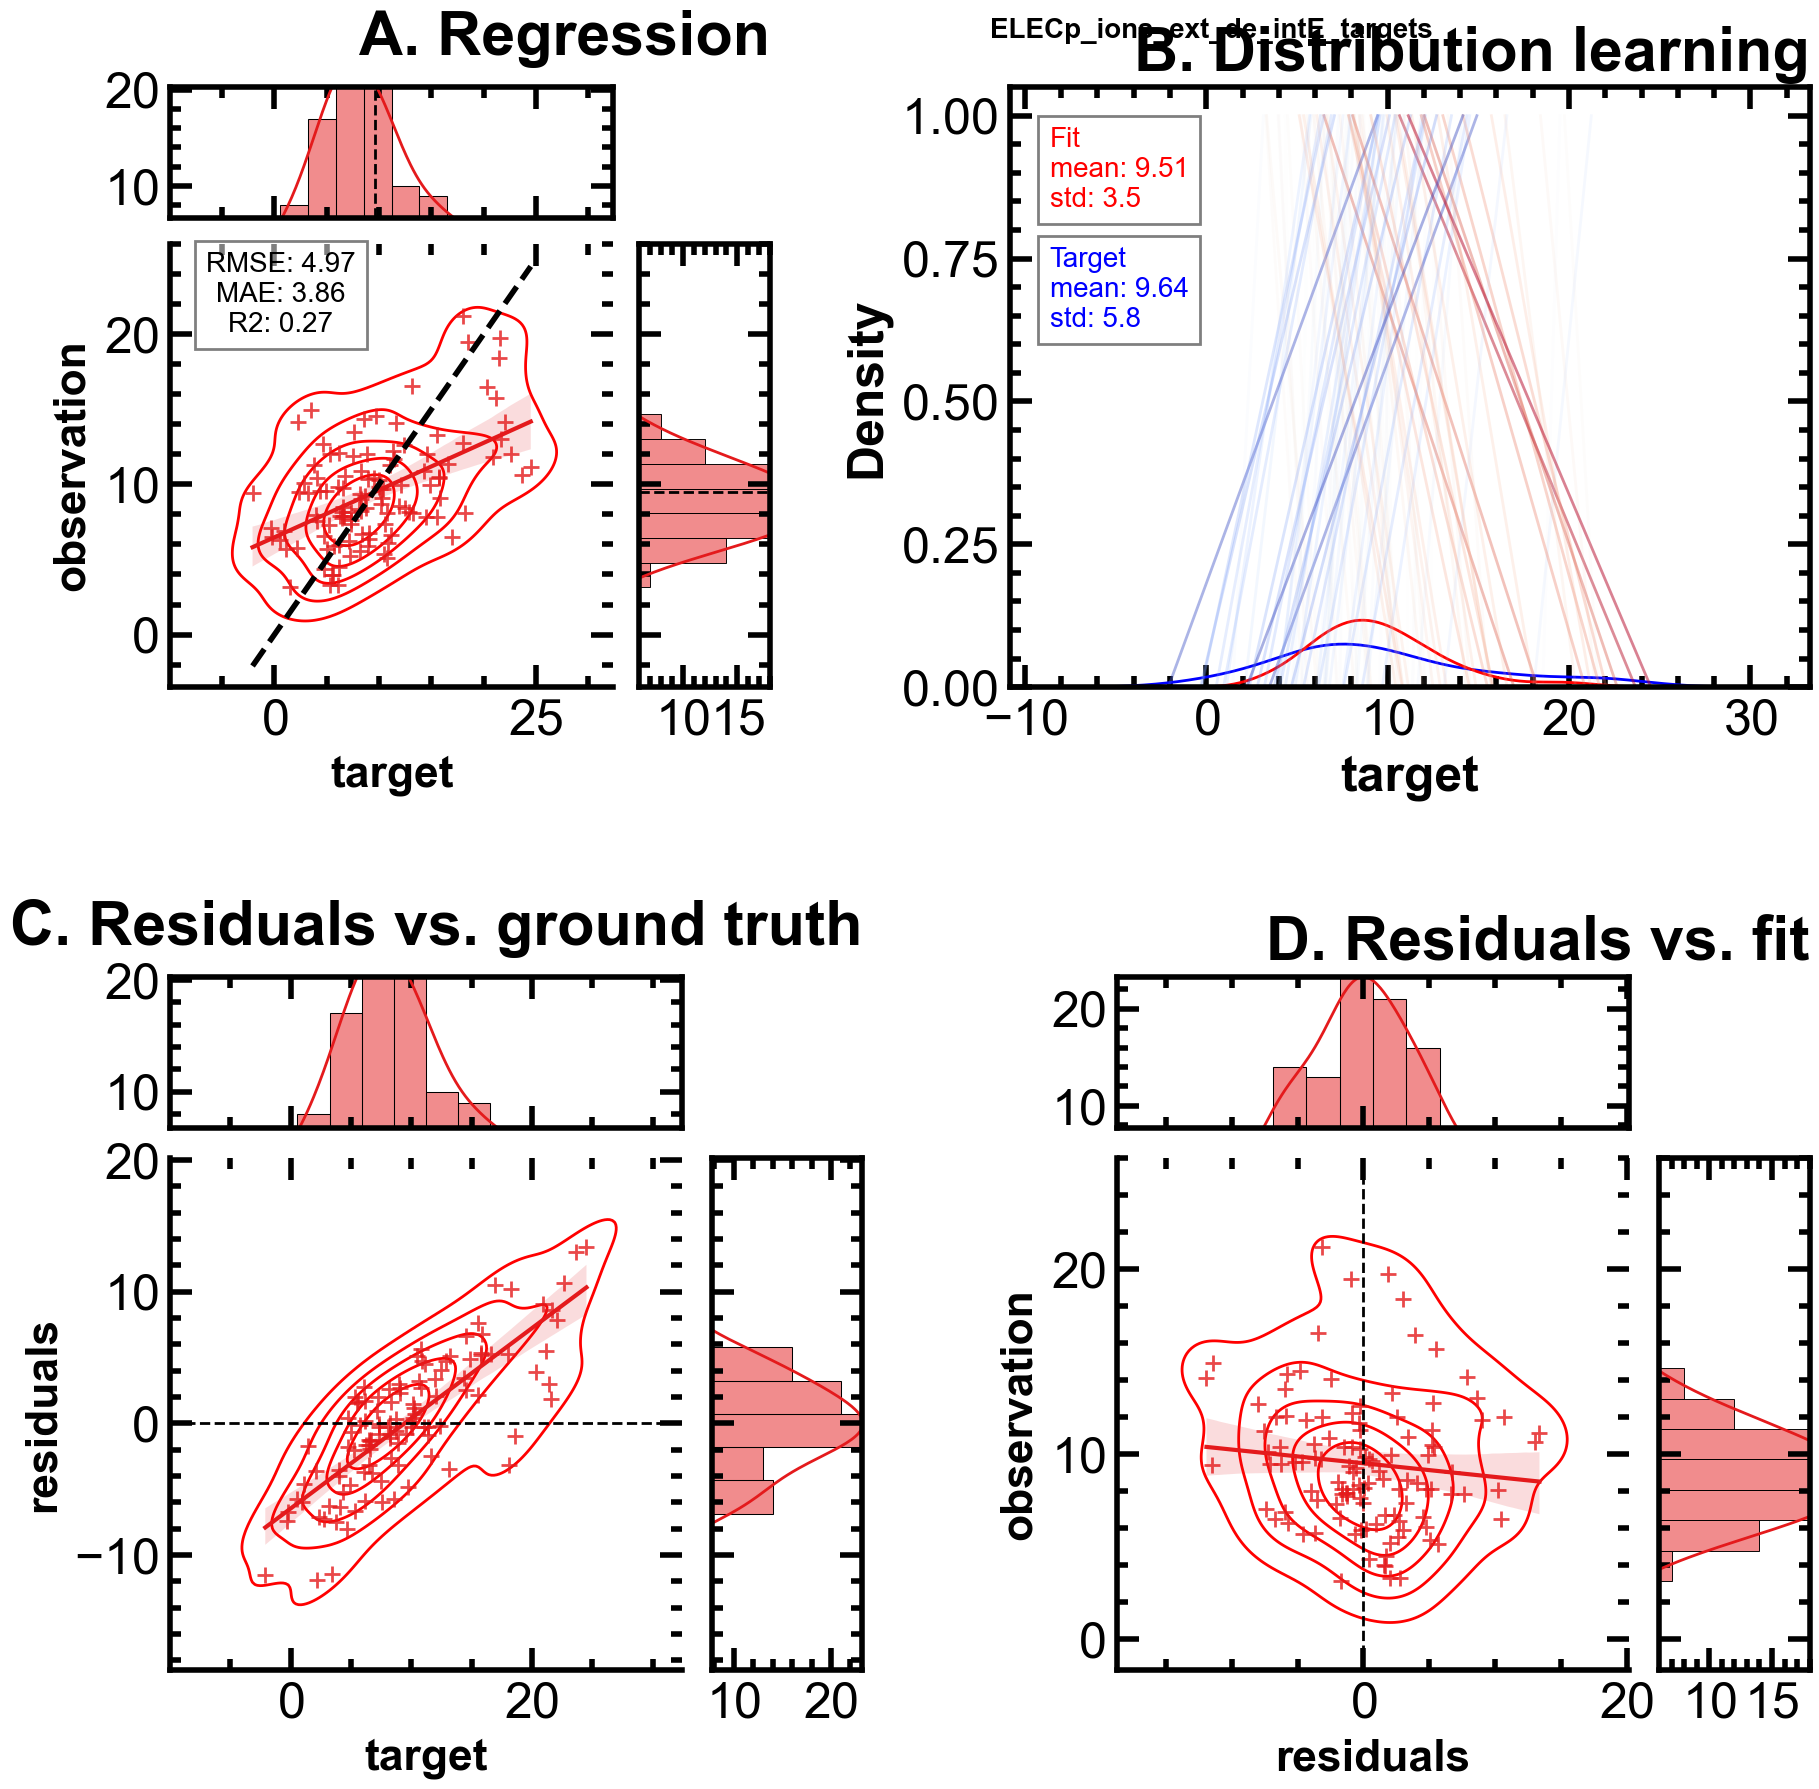 A. Regression
20
10
RMSE: 4.97
MAE: 3.86
R2: 0.27
observation
20
10
0
0
25
target
10
15
ELECp_ions_ext_de_intE_targets
B. Distribution learning
Density
1.00
0.75
0.50
0.25
0.00
Fit
mean: 9.51
std: 3.5
Target
mean: 9.64
std: 5.8
−10
0
10
20
30
target
C. Residuals vs. ground truth
20
10
residuals
20
10
0
−10
0
20
target
10
20
D. Residuals vs. fit
20
10
observation
20
10
0
0
20
residuals
10
15